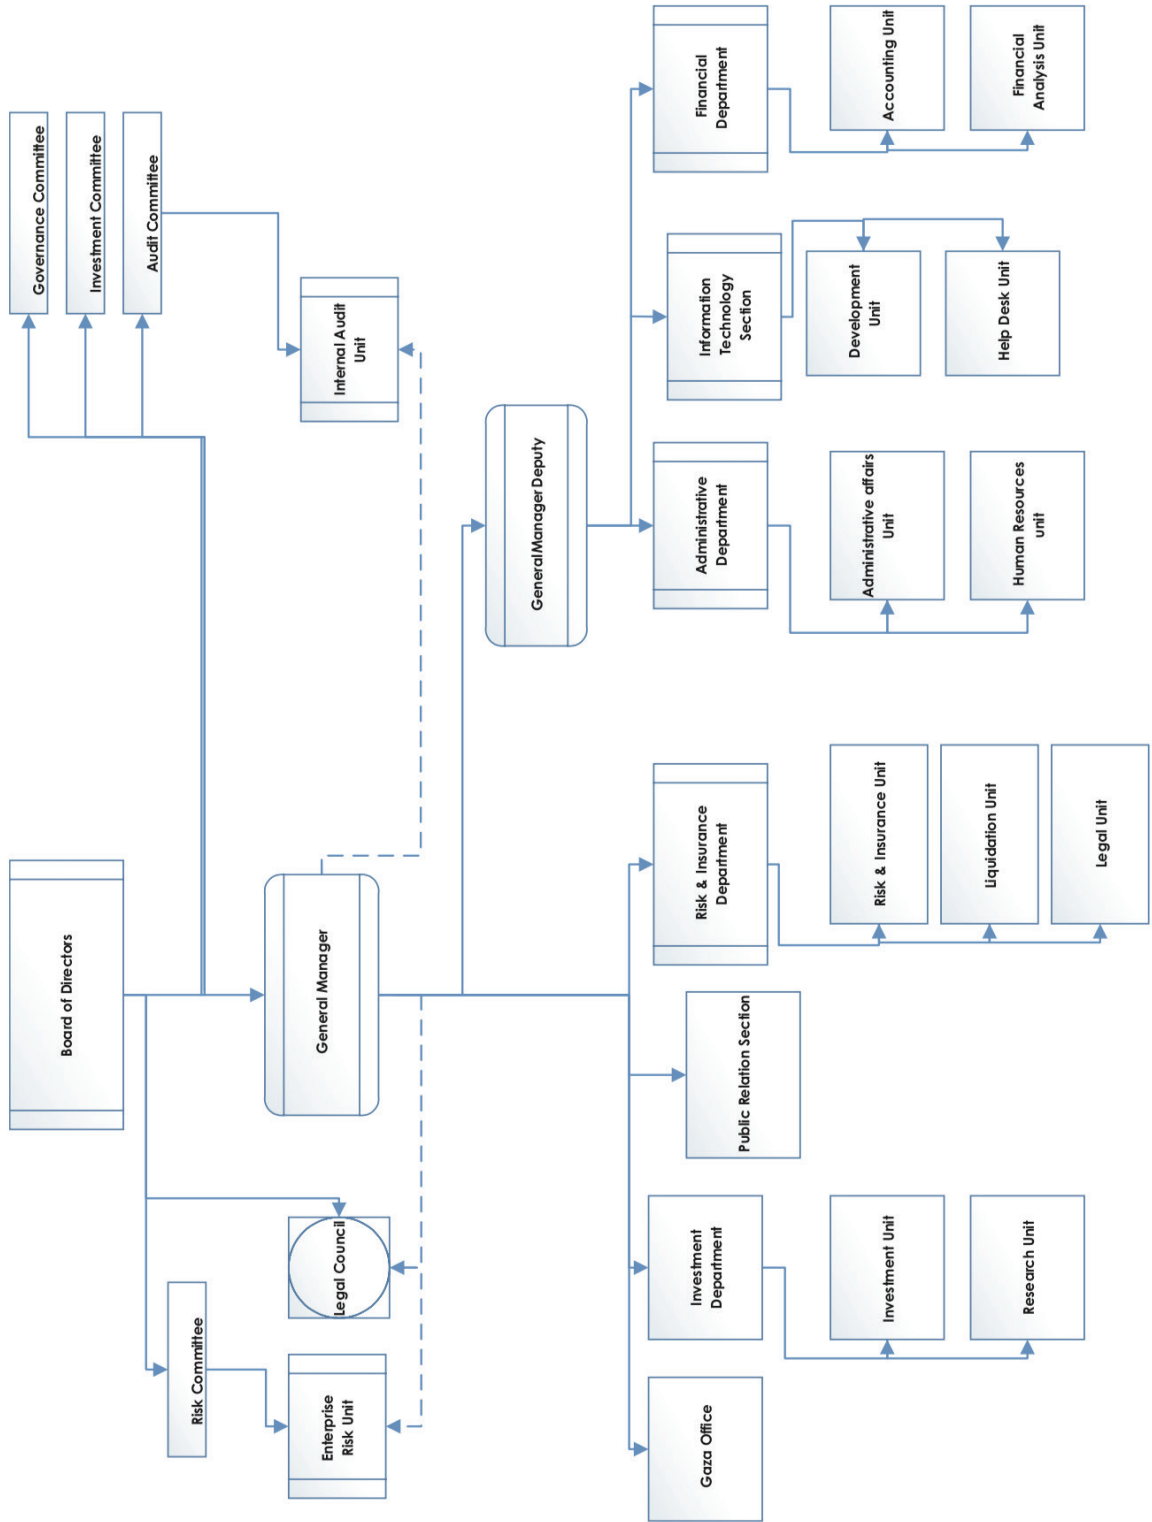 Board of Directors
Governance Committee
Investment Committee
Audit Committee
Risk Committee
General Manager
Legal Council
Enterprise
Risk Unit
Internal Audit
Unit
General Manager Deputy
Gaza Office
Investment
Department
Public Relation Section
Risk & Insurance
Department
Administrative
Department
Information
Technology
Section
Financial
Department
Investment Unit
Research Unit
Risk & Insurance Unit
Liquidation Unit
Legal Unit
Administrative affairs
Unit
Human Resources
unit
Development
Unit
Help Desk Unit
Accounting Unit
Financial
Analysis Unit